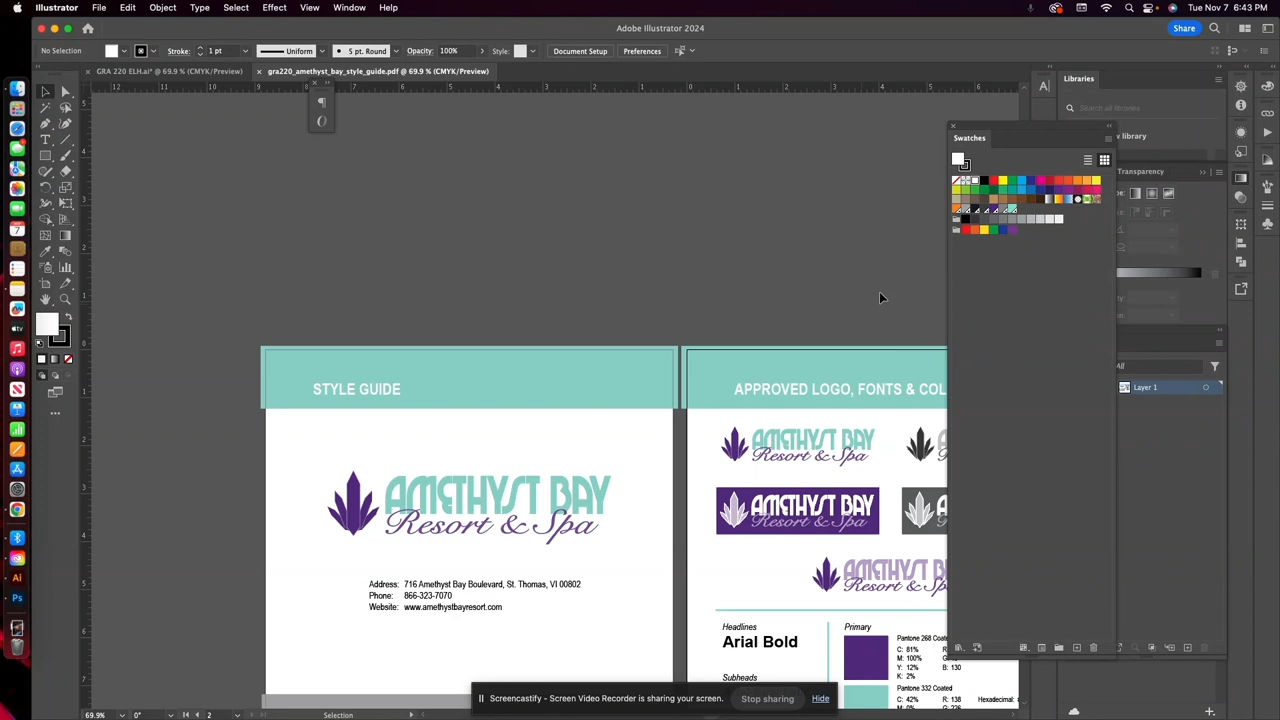 Illustrator File Edit Object Type Select Effect View Window Help
Tue Nov 7 6:43 PM
Adobe Illustrator 2024
Share
No Selection
Stroke:
1 pt
Uniform
5 pt. Round
Opacity:
100%
Style:
Document Setup
Preferences
GRA 220 ELH.ai* @ 69.9 % (CMYK/Preview)
gra220_amethyst_bay_style_guide.pdf @ 69.9 % (CMYK/Preview)
Libraries
Search all libraries
w library
Swatches
Transparency
All
Layer 1
STYLE GUIDE
AMETHYST BAY
Resort & Spa
Address: 716 Amethyst Bay Boulevard, St. Thomas, VI 00802
Phone: 866-323-7070
Website: www.amethystbayresort.com
APPROVED LOGO, FONTS & COL
AMETHYST BAY
Resort & Spa
AMETHYST BAY
Resort & Spa
AMETHYST BA
Resort & Sp
Headlines
Arial Bold
Subheads
Primary
Pantone 268 Coate
C: 81%
M: 100%
Y: 12%
K: 2%
130
Pantone 332 Coated
C: 42%
R: 138
Hexadecimal:
Screencastify - Screen Video Recorder is sharing your screen.
Stop sharing
Hide
69.9%
0°
2
Selection